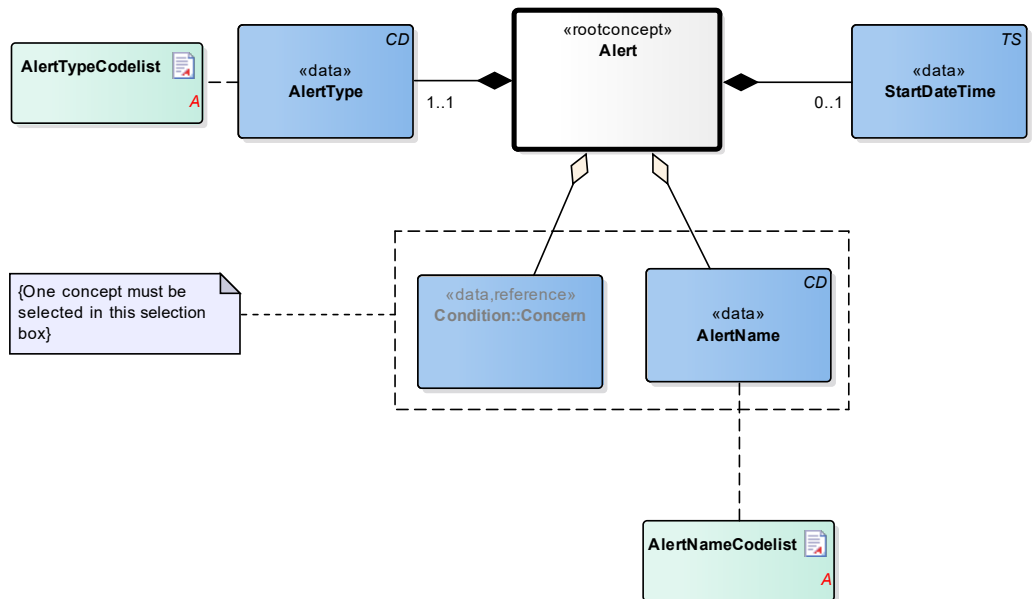 CD
«data»
AlertType
AlertTypeCodelist
A
1..1
«rootconcept»
Alert
0..1
TS
«data»
StartDateTime
{One concept must be
selected in this selection
box}
«data,reference»
Condition::Concern
CD
«data»
AlertName
AlertNameCodelist
A